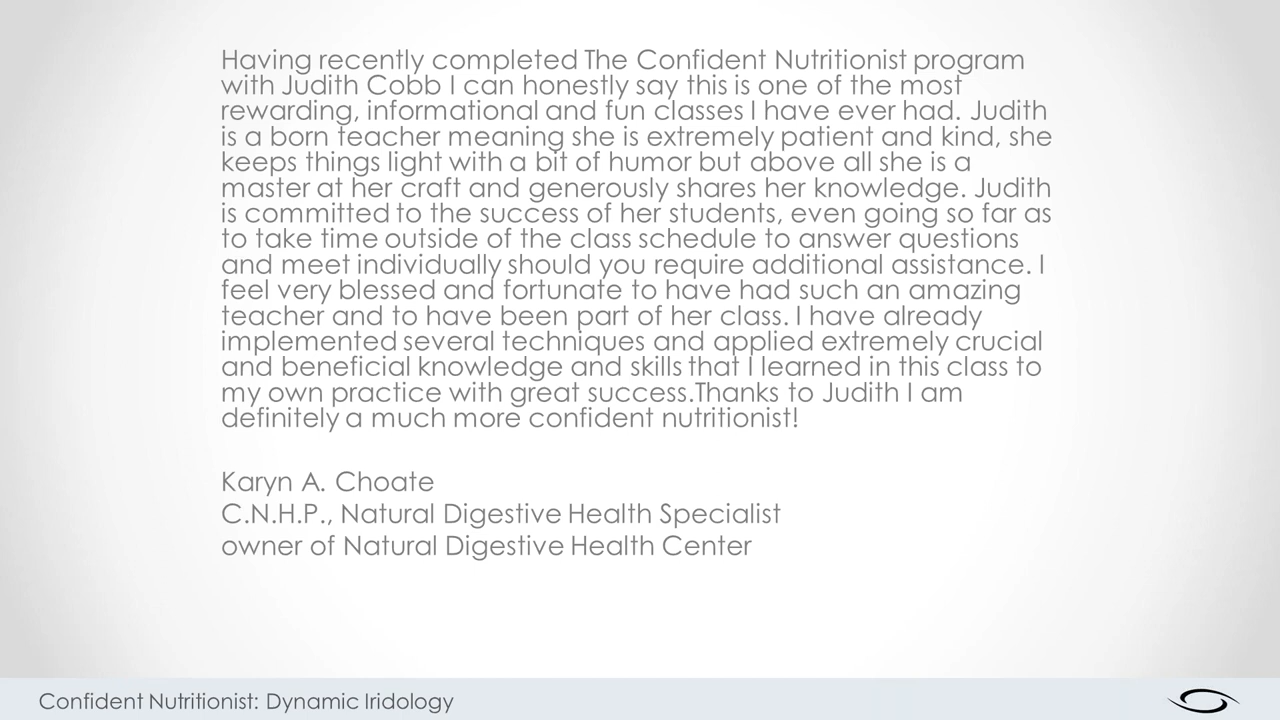 Having recently completed The Confident Nutritionist program
with Judith Cobb I can honestly say this is one of the most
rewarding, informational and fun classes I have ever had. Judith
is a born teacher meaning she is extremely patient and kind, she
keeps things light with a bit of humor but above all she is a
master at her craft and generously shares her knowledge. Judith
is committed to the success of her students, even going so far as
to take time outside of the class schedule to answer questions
and meet individually should you require additional assistance. I
feel very blessed and fortunate to have had such an amazing
teacher and to have been part of her class. I have already
implemented several techniques and applied extremely crucial
and beneficial knowledge and skills that I learned in this class to
my own practice with great success.Thanks to Judith I am
definitely a much more confident nutritionist!
Karyn A. Choate
C.N.H.P., Natural Digestive Health Specialist
owner of Natural Digestive Health Center
Confident Nutritionist: Dynamic Iridology